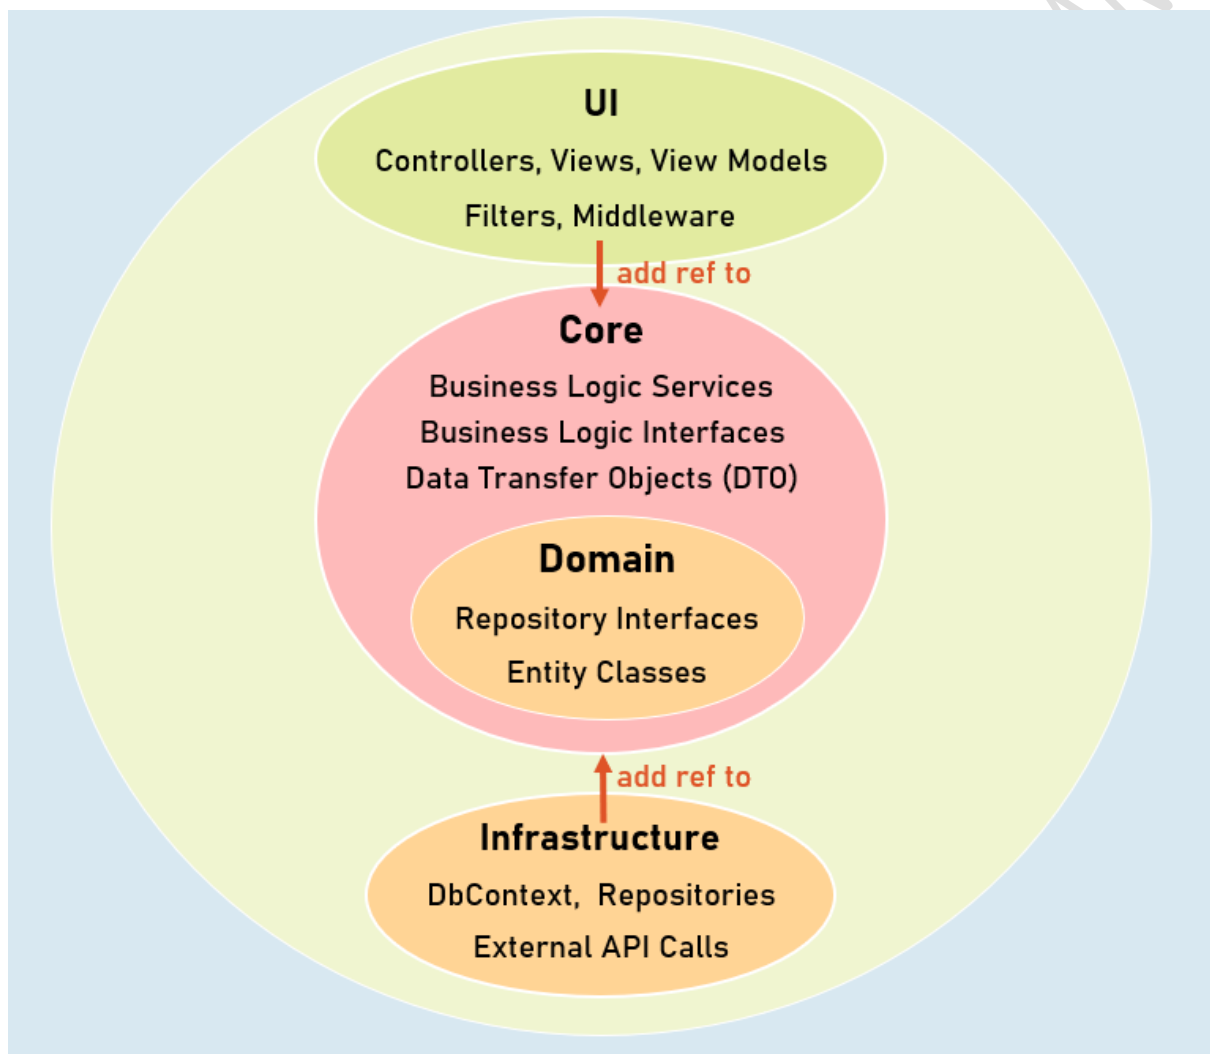 UI
Controllers, Views, View Models
Filters, Middleware
add ref to
Core
Business Logic Services
Business Logic Interfaces
Data Transfer Objects (DTO)
Domain
Repository Interfaces
Entity Classes
add ref to
Infrastructure
DbContext, Repositories
External API Calls